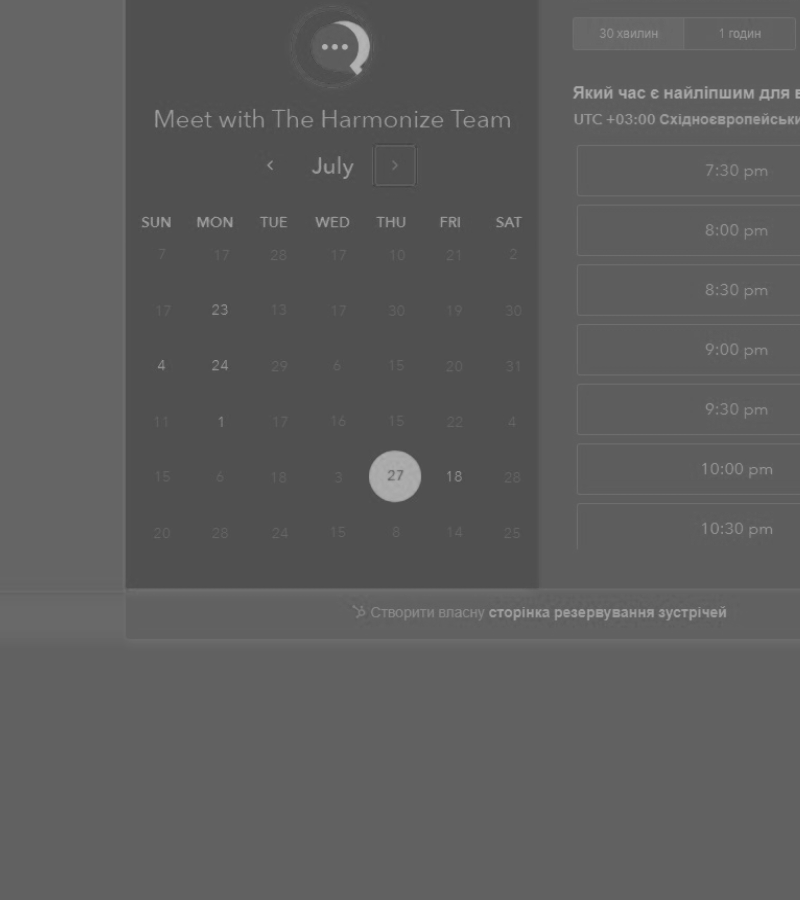 30 хвилин 1 годин
Meet with The Harmonize Team
July
SUN MON TUE WED THU FRI SAT
7 17 28 17 10 21 2
17 23 13 17 30 19 30
4 24 29 6 15 20 31
11 1 17 16 15 22 4
15 6 18 3 27 18 28
20 28 24 15 8 14 25
Який час є найліпшим для
UTC +03:00
7:30 pm
8:00 pm
8:30 pm
9:00 pm
9:30 pm
10:00 pm
10:30 pm
Створити власну сторінка резервування зустрічей